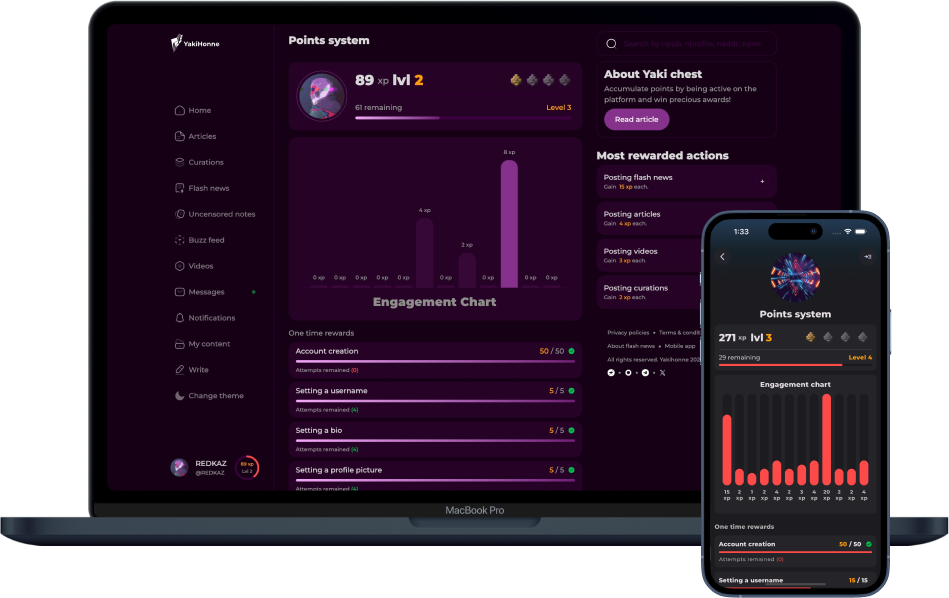 YakiHonne
Home
Articles
Curations
Flash news
Uncensored notes
Buzz feed
Videos
Messages
Notifications
My content
Write
Change theme
REDKAZ
@REDKAZ
89 xp
Lvl 2
Points system
89 xp lvl 2
61 remaining
Level 3
0 xp 0 xp 0 xp 0 xp 0 xp 4 xp 0 xp 2 xp 0 xp 8 xp 0 xp 0 xp
Engagement Chart
One time rewards
Account creation 50 / 50
Attempts remained (0)
Setting a username 5 / 5
Attempts remained (4)
Setting a bio 5 / 5
Attempts remained (4)
Setting a profile picture 5 / 5
Attempts remained (4)
About Yaki chest
Accumulate points by being active on the
platform and win precious awards!
Read article
Most rewarded actions
Posting flash news +
Gain 15 xp each.
Posting articles
Gain 4 xp each.
Posting videos
Gain 3 xp each.
Posting curations
Gain 2 xp each.
Privacy policies • Terms & condit
About flash news • Mobile app
All rights reserved. Yakihonne 202
MacBook Pro
1:33
Points system
271 xp lvl 3
29 remaining
Level 4
Engagement chart
15 2 1 2 4 2 3 4 20 3 2 4
xp xp xp xp xp xp xp xp xp xp xp xp
One time rewards
Account creation 50 / 50
Attempts remained (0)
Setting a username 15 / 15